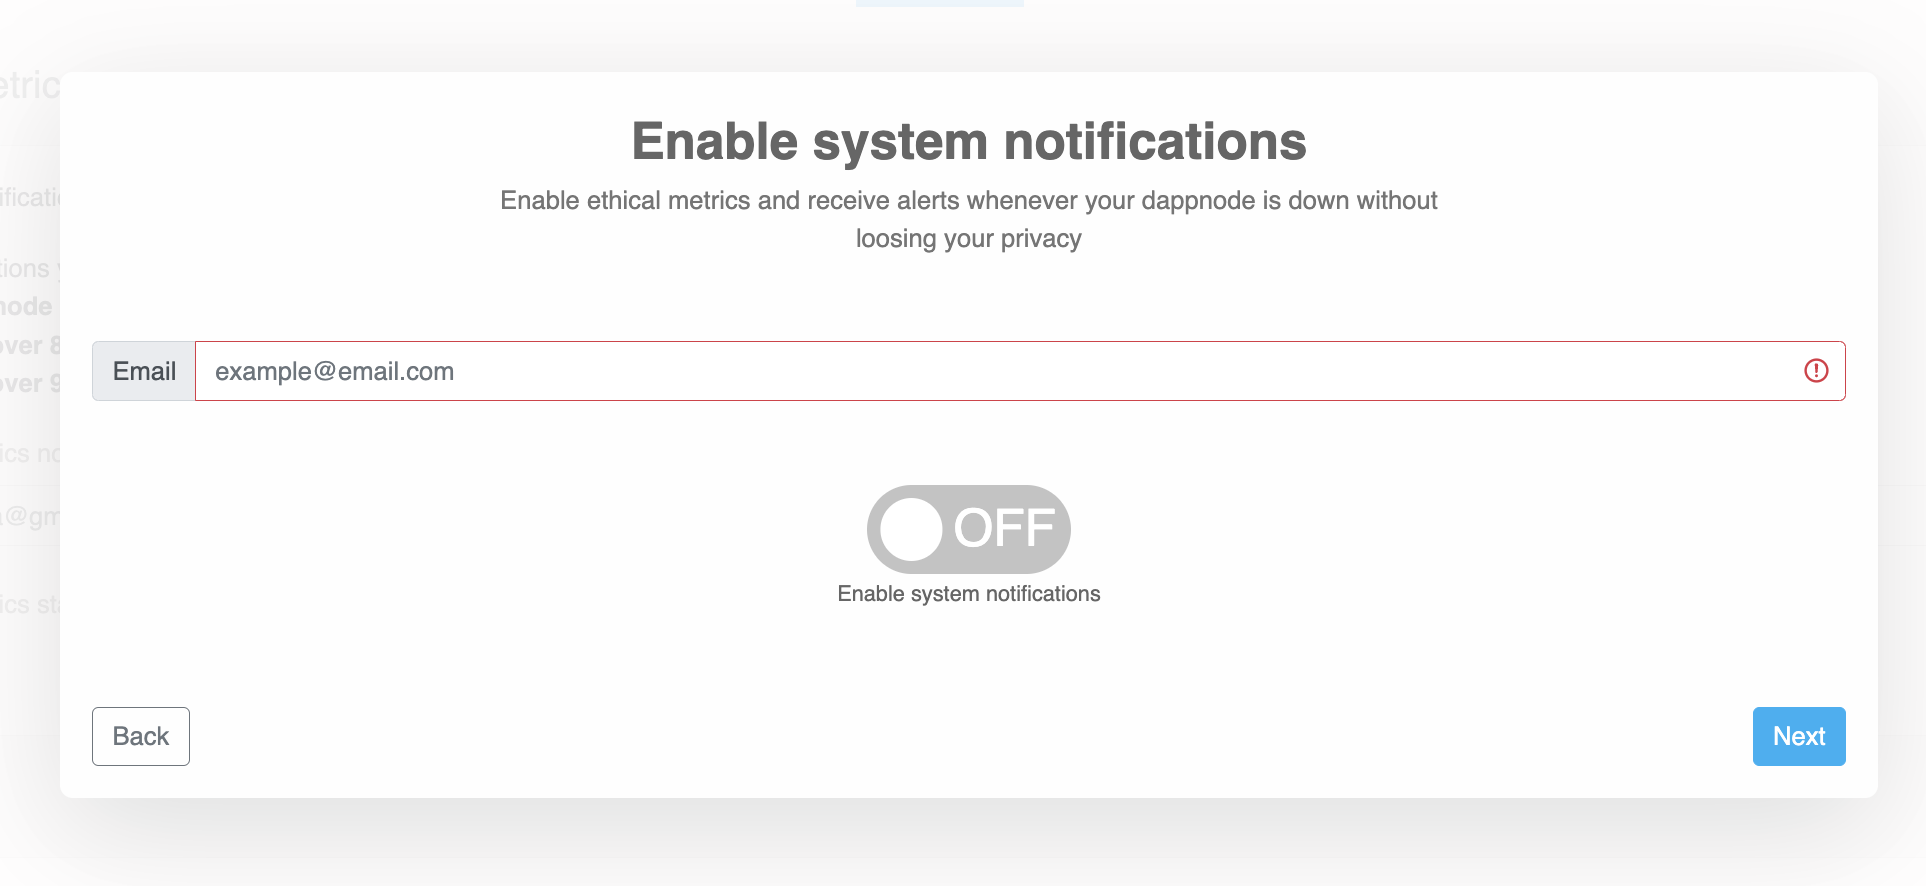 Enable system notifications
Enable ethical metrics and receive alerts whenever your dappnode is down without
loosing your privacy
Email
example@email.com
OFF
Enable system notifications
Back
Next